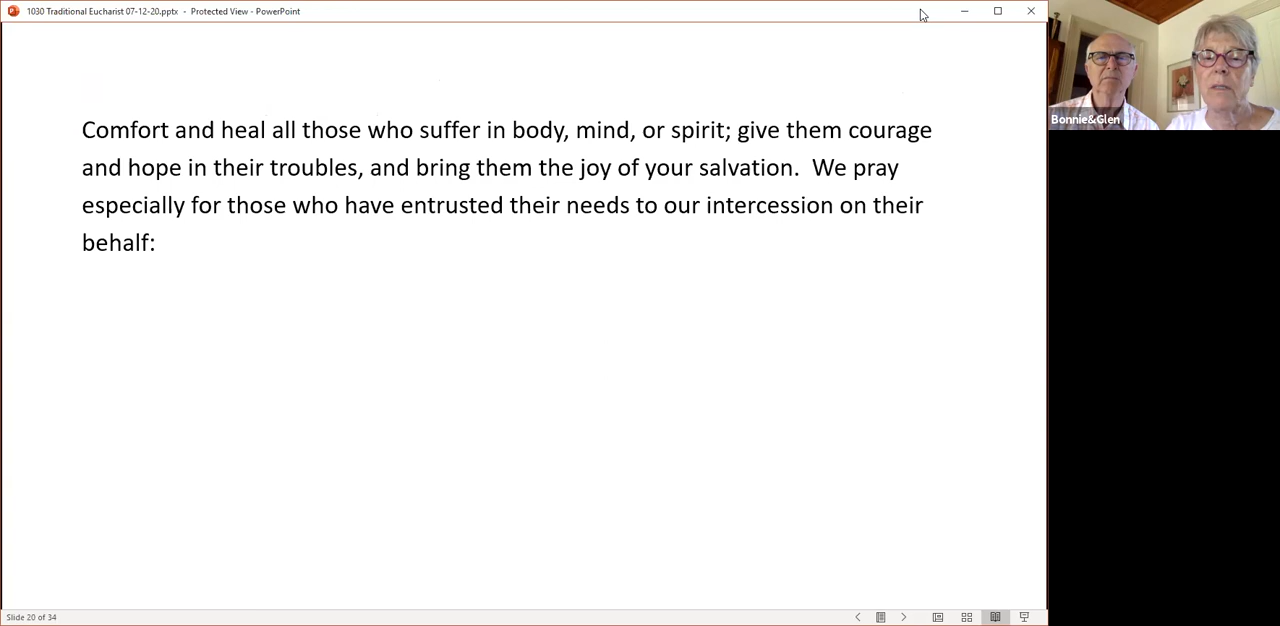 1030 Traditional Eucharist 07-12-20.pptx - Protected View - PowerPoint
Comfort and heal all those who suffer in body, mind, or spirit; give them courage
and hope in their troubles, and bring them the joy of your salvation.  We pray
especially for those who have entrusted their needs to our intercession on their
behalf:
Bonnie&Glen
Slide 20 of 34